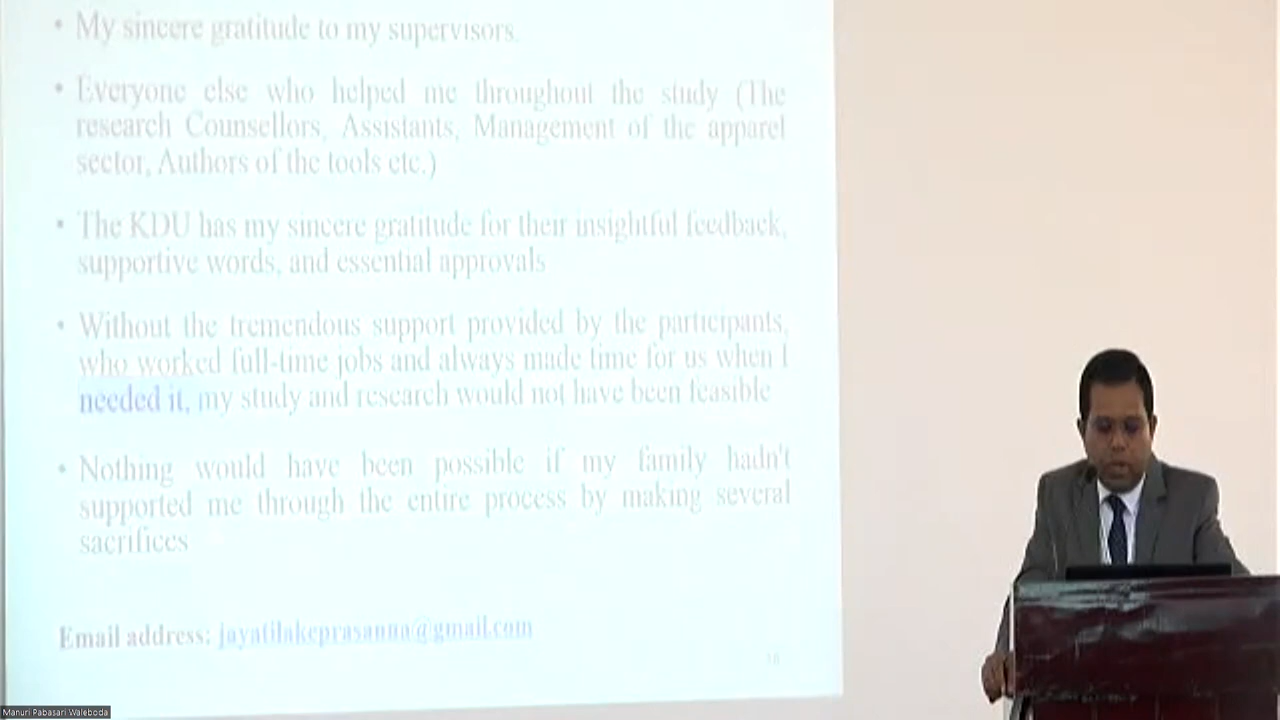 • My sincere gratitude to my supervisors.
• Everyone else who helped me throughout the study (The
research Counsellors, Assistants, Management of the apparel
sector, Authors of the tools etc.)
• The KDU has my sincere gratitude for their insightful feedback,
supportive words, and essential approvals
• Without the tremendous support provided by the participants,
who worked full-time jobs and always made time for us when I
needed it, my study and research would not have been feasible
• Nothing would have been possible if my family hadn't
supported me through the entire process by making several
sacrifices
Email address: jayatilakeprasanna@gmail.com
Manuri Pabasari Waleboda